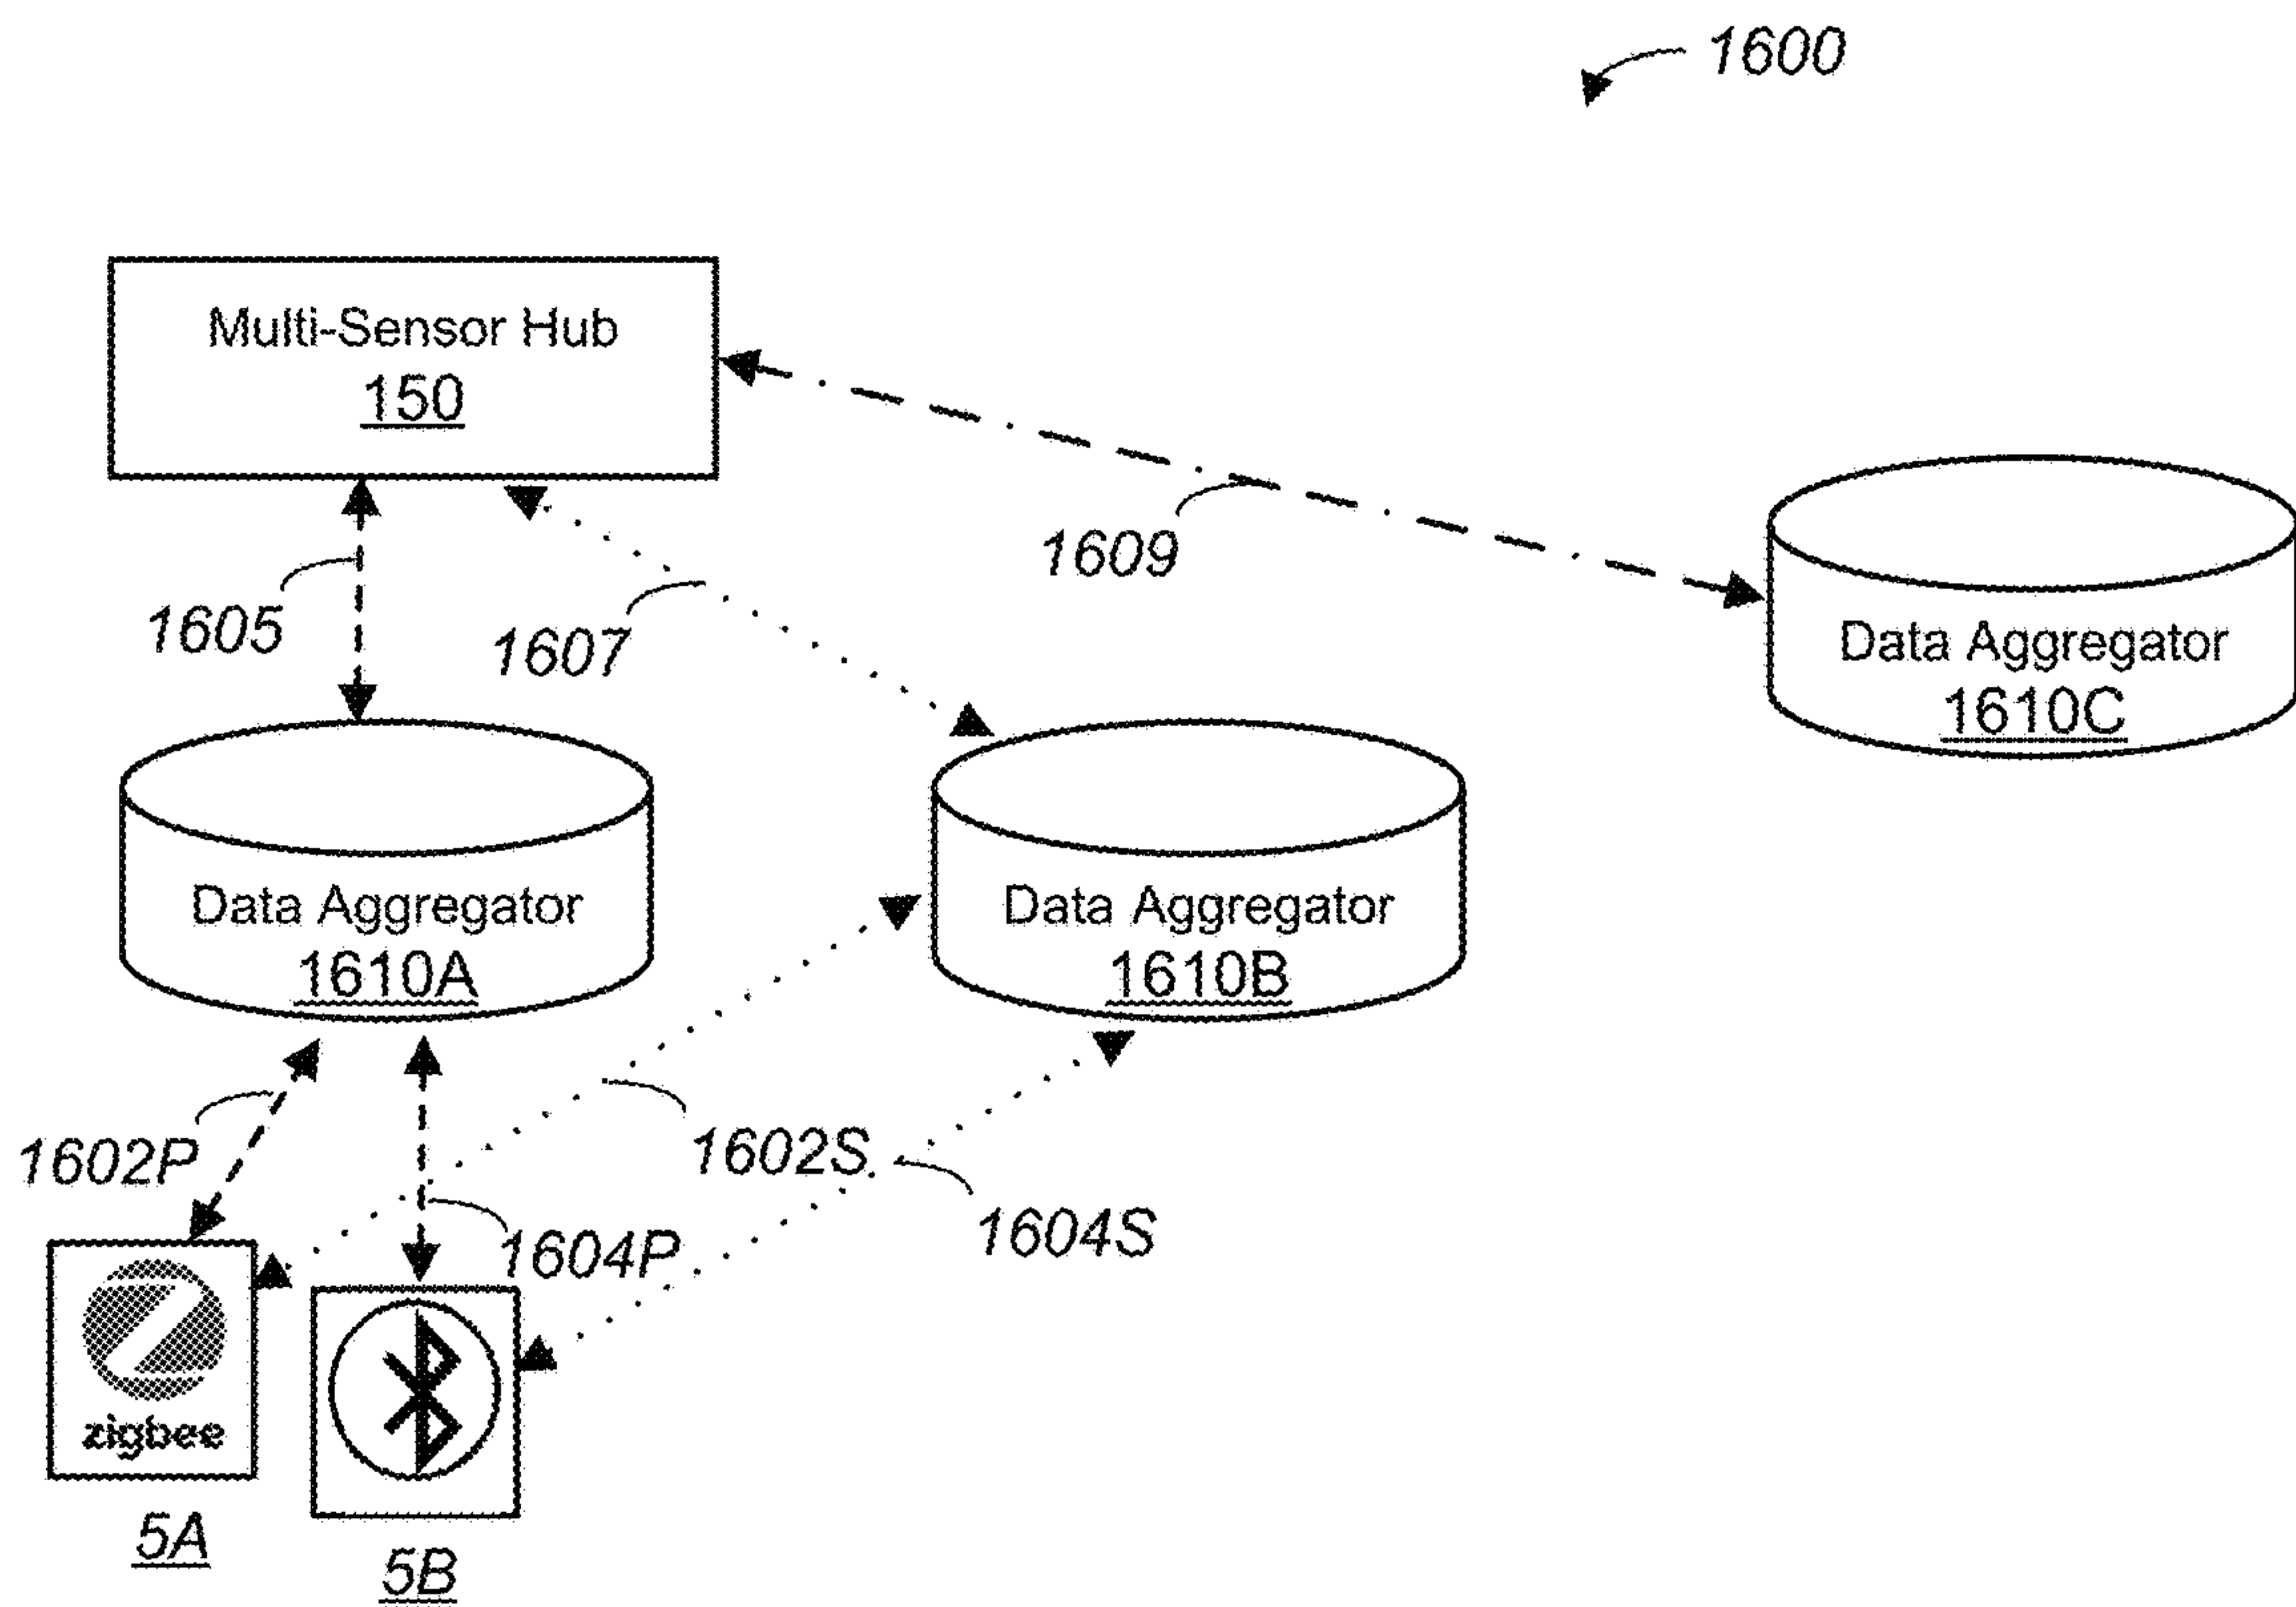 1600
Multi-Sensor Hub
150
1609
1605
1607
Data Aggregator
1610C
Data Aggregator
1610A
Data Aggregator
1610B
1602P
1602S
1604P
1604S
zigbee
5A
5B